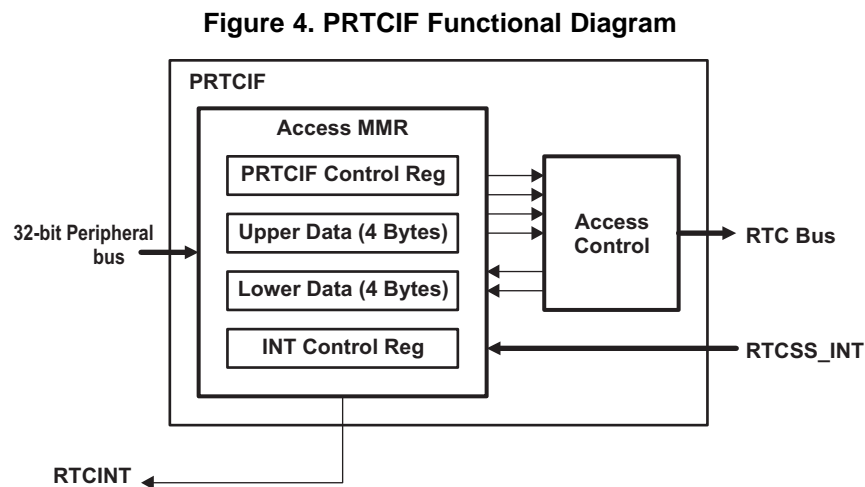 Figure 4. PRTCIF Functional Diagram
PRTCIF
Access MMR
PRTCIF Control Reg
Upper Data (4 Bytes)
Lower Data (4 Bytes)
INT Control Reg
32-bit Peripheral
bus
Access
Control
RTC Bus
RTCSS_INT
RTCINT